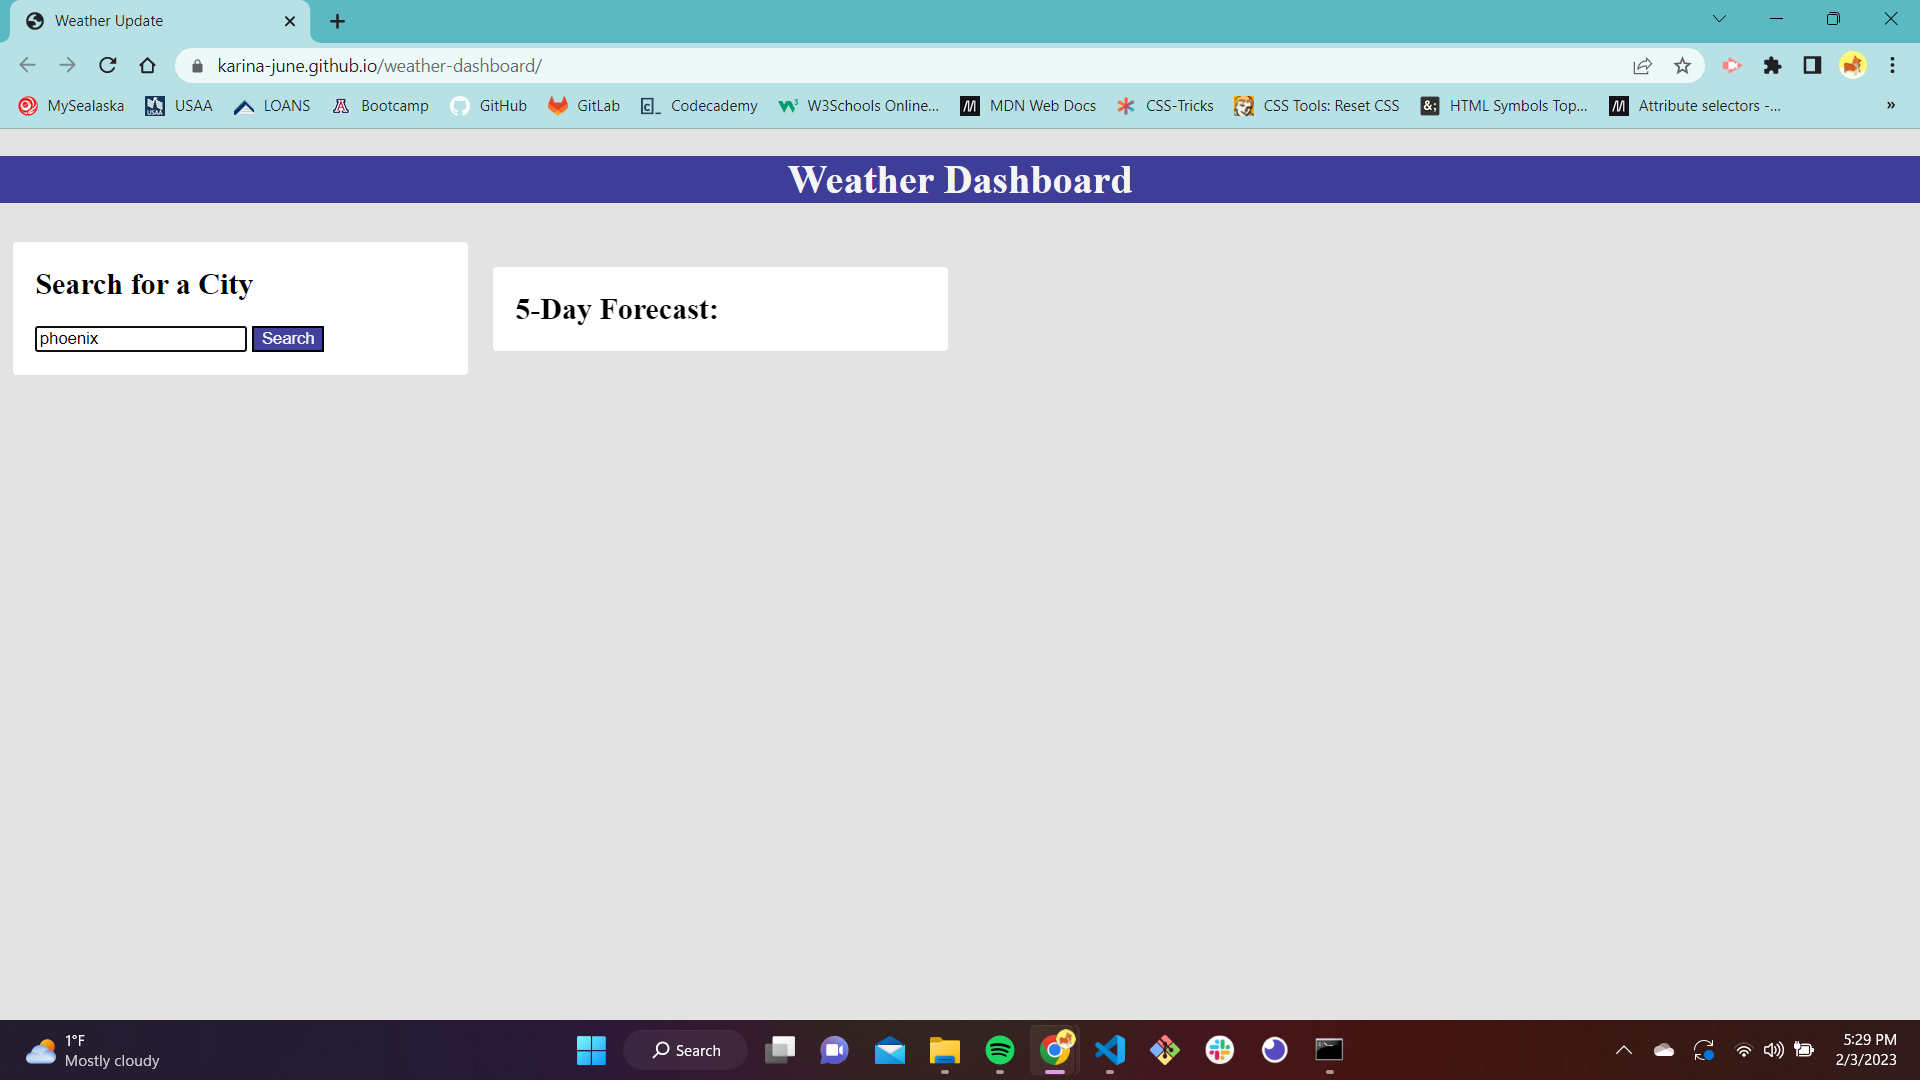 Weather Update
karina-june.github.io/weather-dashboard/
MySealaska USAA LOANS Bootcamp GitHub GitLab Codecademy W3Schools Online... MDN Web Docs CSS-Tricks CSS Tools: Reset CSS HTML Symbols Top... Attribute selectors -... »
Weather Dashboard
Search for a City
phoenix Search
5-Day Forecast:
1°F
Mostly cloudy
Search
5:29 PM
2/3/2023